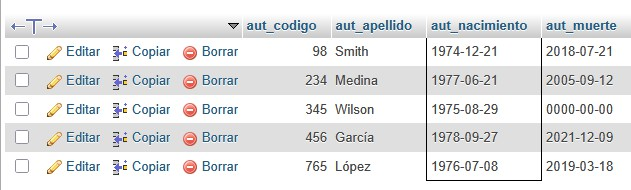 aut_codigo aut_apellido aut_nacimiento aut_muerte
Editar Copiar Borrar 98 Smith 1974-12-21 2018-07-21
Editar Copiar Borrar 234 Medina 1977-06-21 2005-09-12
Editar Copiar Borrar 345 Wilson 1975-08-29 0000-00-00
Editar Copiar Borrar 456 García 1978-09-27 2021-12-09
Editar Copiar Borrar 765 López 1976-07-08 2019-03-18